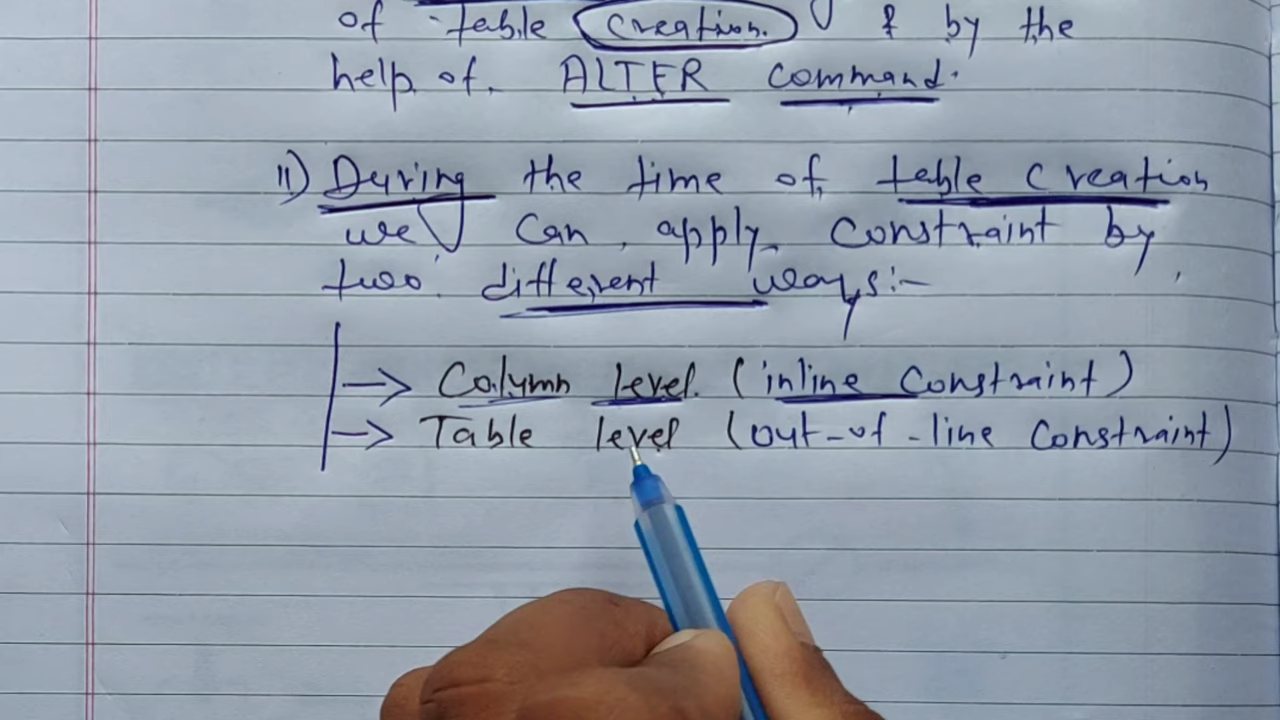 of table creation. & by the
help of. ALTER command.
11) During the time of table creation
we can apply constraint by
two different ways:-
→ Column level. (inline Constraint)
→ Table level (out-of-line Constraint)